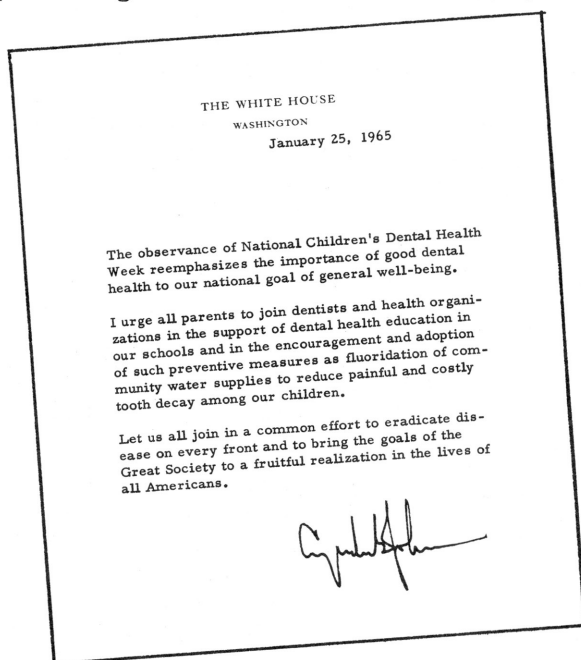 THE WHITE HOUSE
WASHINGTON
January 25, 1965
The observance of National Children's Dental Health
Week reemphasizes the importance of good dental
health to our national goal of general well-being.
I urge all parents to join dentists and health organi-
zations in the support of dental health education in
our schools and in the encouragement and adoption
of such preventive measures as fluoridation of com-
munity water supplies to reduce painful and costly
tooth decay among our children.
Let us all join in a common effort to eradicate dis-
ease on every front and to bring the goals of the
Great Society to a fruitful realization in the lives of
all Americans.